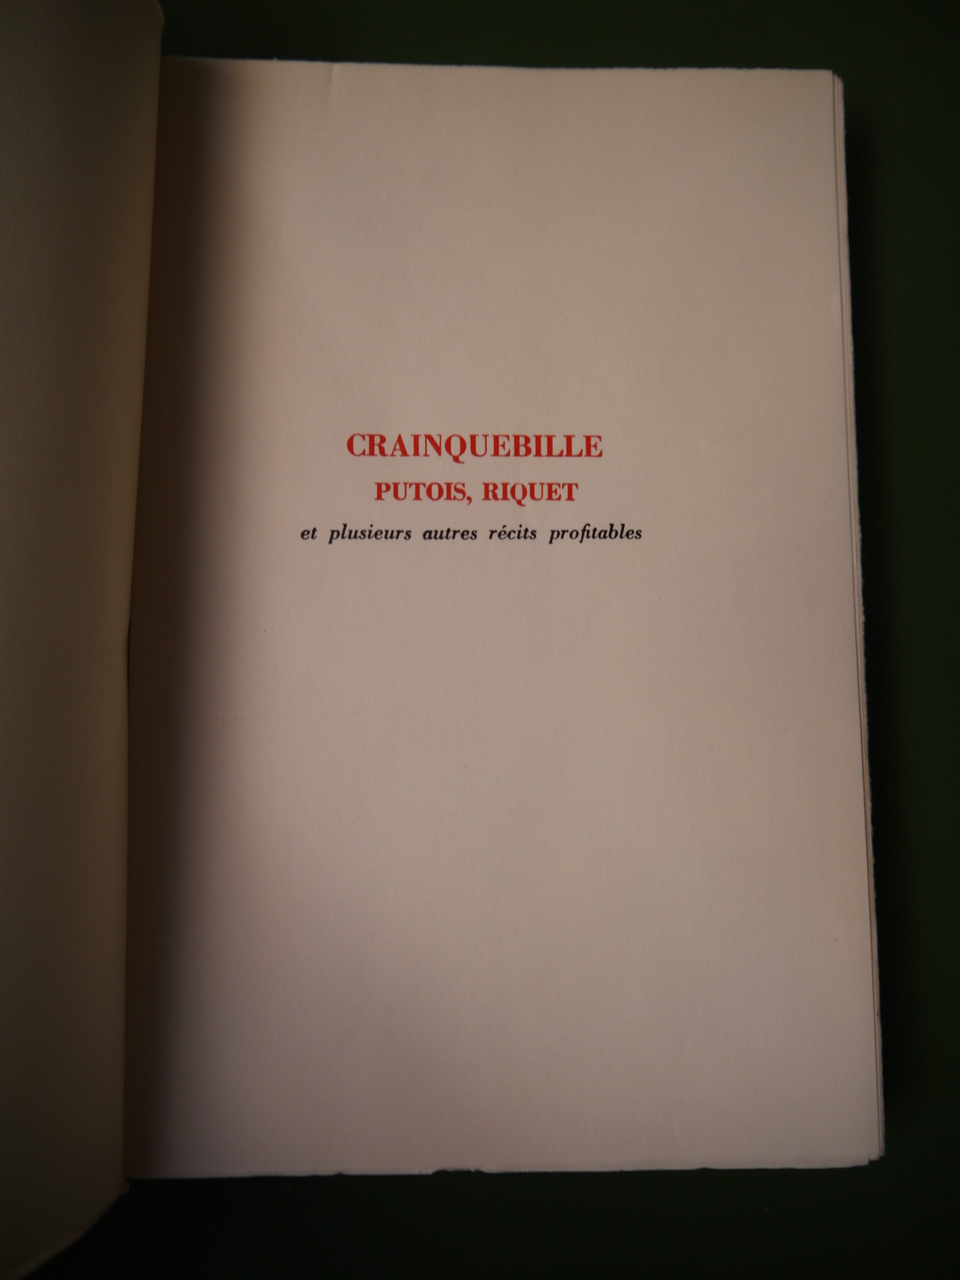 CRAINQUEBILLE
PUTOIS, RIQUET
et plusieurs autres récits profitables